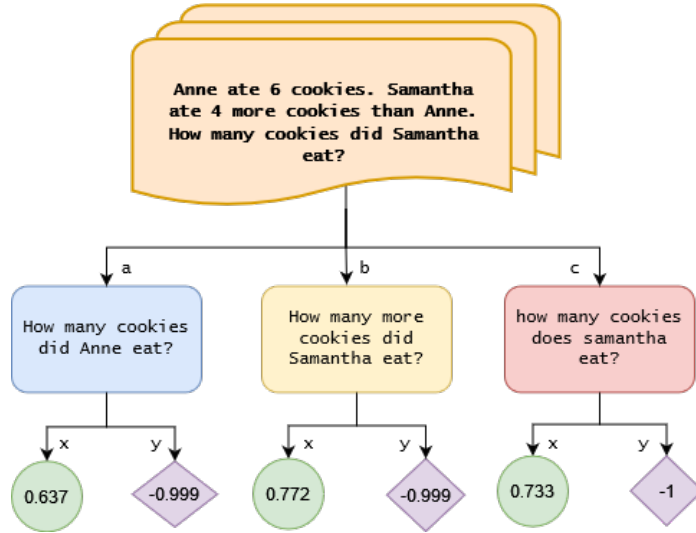 Anne ate 6 cookies. Samantha
ate 4 more cookies than Anne.
How many cookies did Samantha
eat?
a
b
c
How many cookies
did Anne eat?
How many more
cookies did
Samantha eat?
how many cookies
does samantha
eat?
x
y
x
y
x
y
0.637
-0.999
0.772
-0.999
0.733
-1